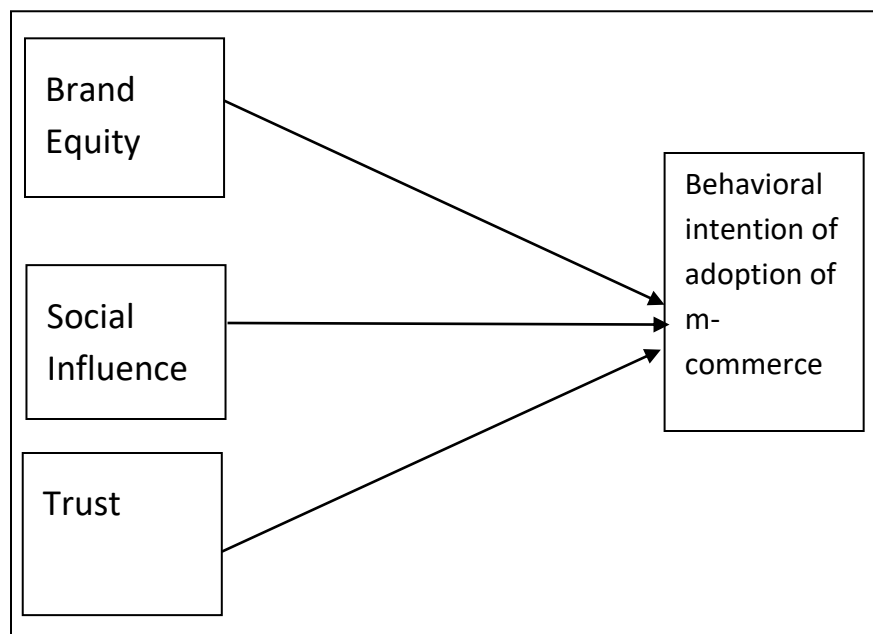 Brand
Equity
Social
Influence
Trust
Behavioral
intention of
adoption of
m-
commerce